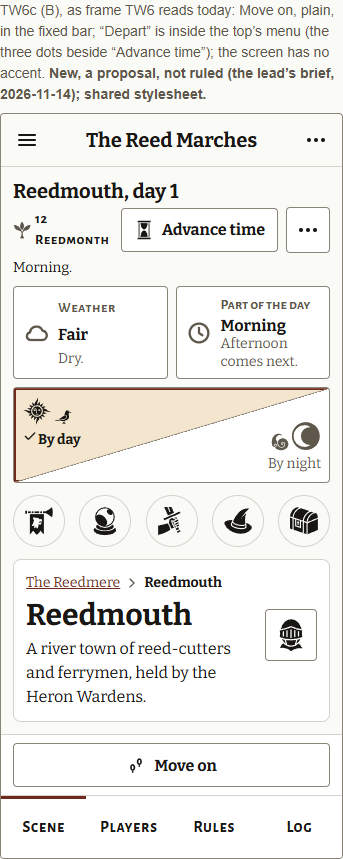 TW6c (B), as frame TW6 reads today: Move on, plain,
in the fixed bar; “Depart” is inside the top’s menu (the
three dots beside “Advance time”); the screen has no
accent. New, a proposal, not ruled (the lead’s brief,
2026-11-14); shared stylesheet.
The Reed Marches
Reedmouth, day 1
12
Reedmonth
Advance time
Morning.
Weather
Fair
Dry.
Part of the day
Morning
Afternoon
comes next.
By day
By night
The Reedmere > Reedmouth
Reedmouth
A river town of reed-cutters
and ferrymen, held by the
Heron Wardens.
Move on
Scene
Players
Rules
Log